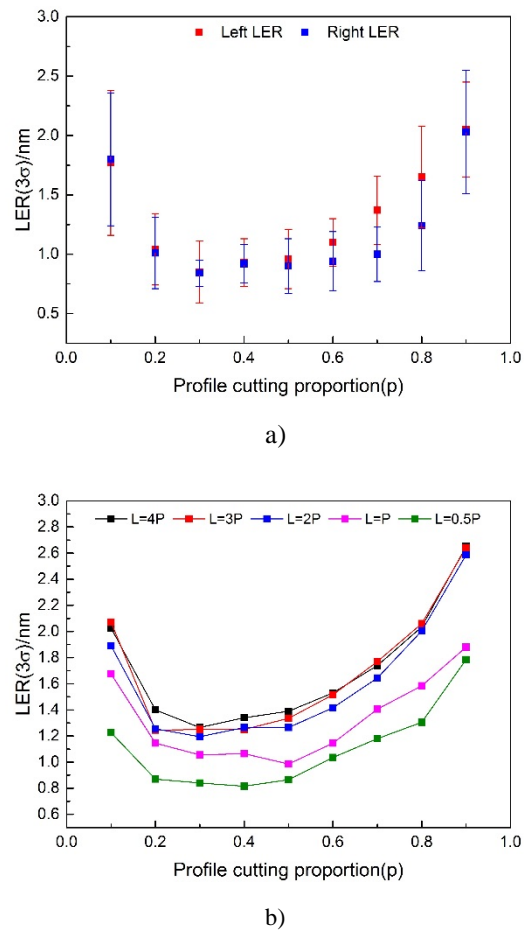 Left LER Right LER
LER(3σ)/nm
3.0
2.5
2.0
1.5
1.0
0.5
0.0 0.2 0.4 0.6 0.8 1.0
Profile cutting proportion(p)
a)
L=4P L=3P L=2P L=P L=0.5P
LER(3σ)/nm
3.0
2.8
2.6
2.4
2.2
2.0
1.8
1.6
1.4
1.2
1.0
0.8
0.6
0.0 0.2 0.4 0.6 0.8 1.0
Profile cutting proportion(p)
b)